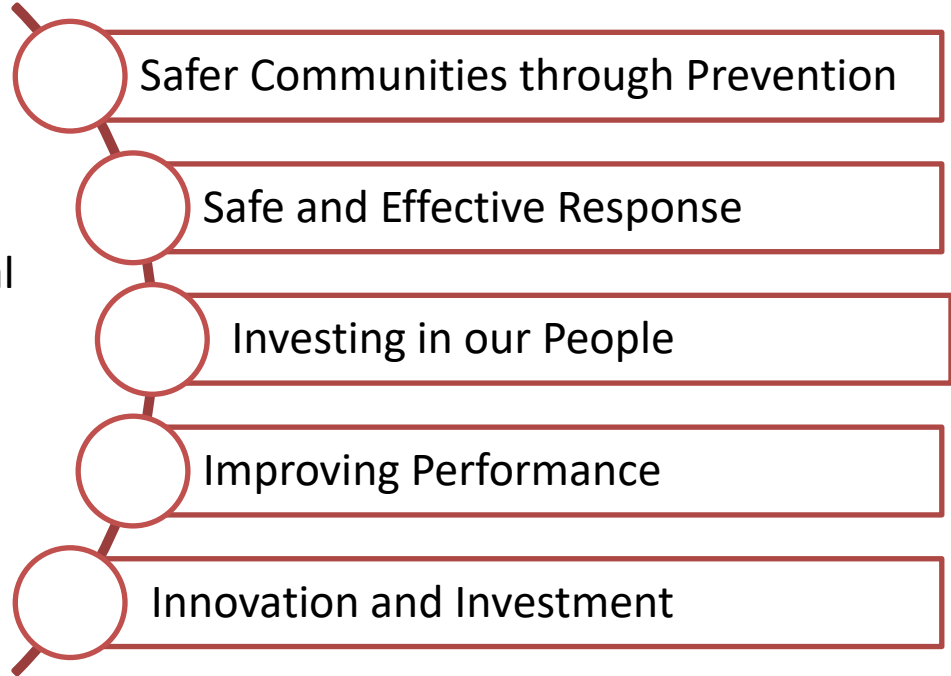 Safer Communities through Prevention
Safe and Effective Response
Investing in our People
Improving Performance
Innovation and Investment